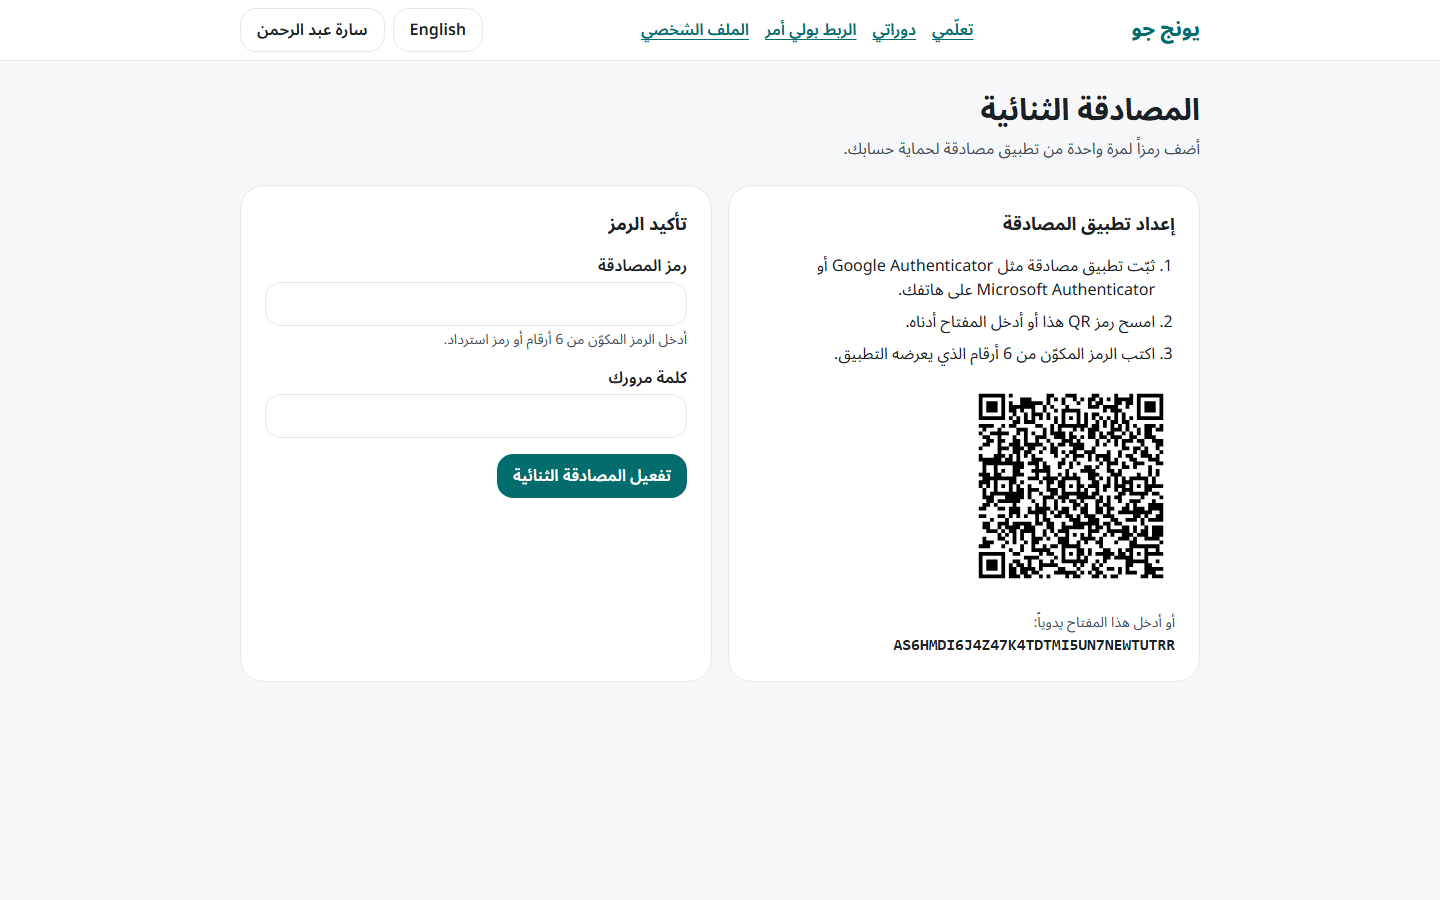 يونج جو
تعلّمي
دوراتي
الربط بولي أمر
الملف الشخصي
English
سارة عبد الرحمن
المصادقة الثنائية
أضف رمزاً لمرة واحدة من تطبيق مصادقة لحماية حسابك.
إعداد تطبيق المصادقة
1. ثبّت تطبيق مصادقة مثل Google Authenticator أو
Microsoft Authenticator على هاتفك.
2. امسح رمز QR هذا أو أدخل المفتاح أدناه.
3. اكتب الرمز المكوّن من 6 أرقام الذي يعرضه التطبيق.
أو أدخل هذا المفتاح يدوياً:
AS6HMDI6J4Z47K4TDTMI5UN7NEWTUTRR
تأكيد الرمز
رمز المصادقة
أدخل الرمز المكوّن من 6 أرقام أو رمز استرداد.
كلمة مرورك
تفعيل المصادقة الثنائية